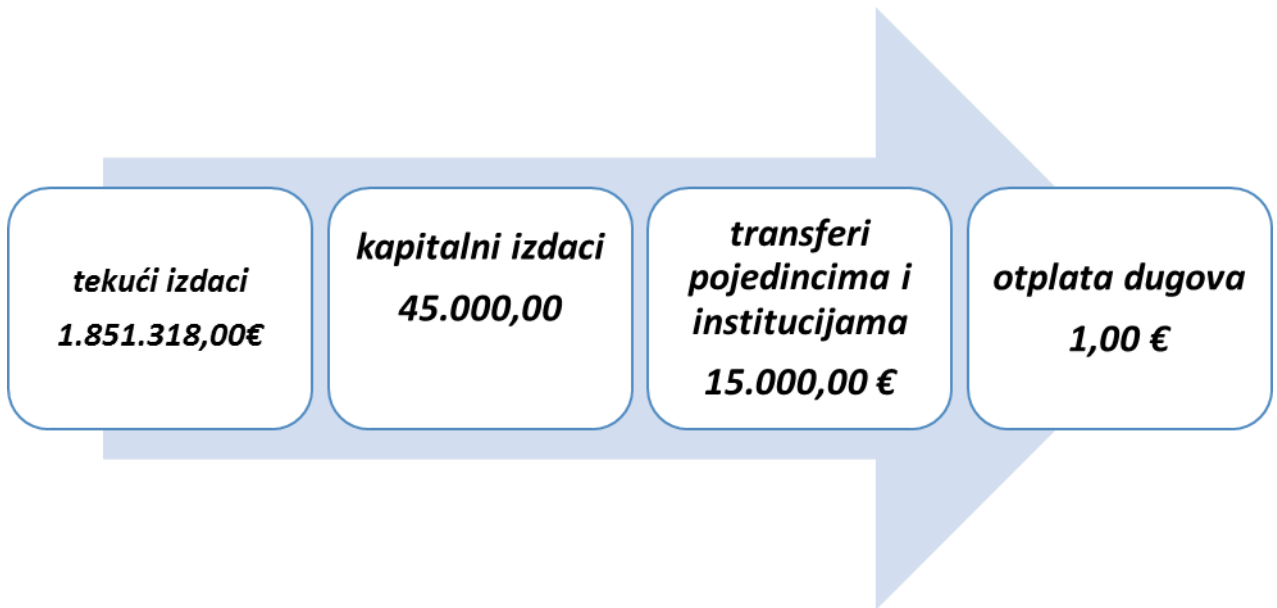 tekući izdaci
1.851.318,00€
kapitalni izdaci
45.000,00
transferi
pojedincima i
institucijama
15.000,00 €
otplata dugova
1,00 €